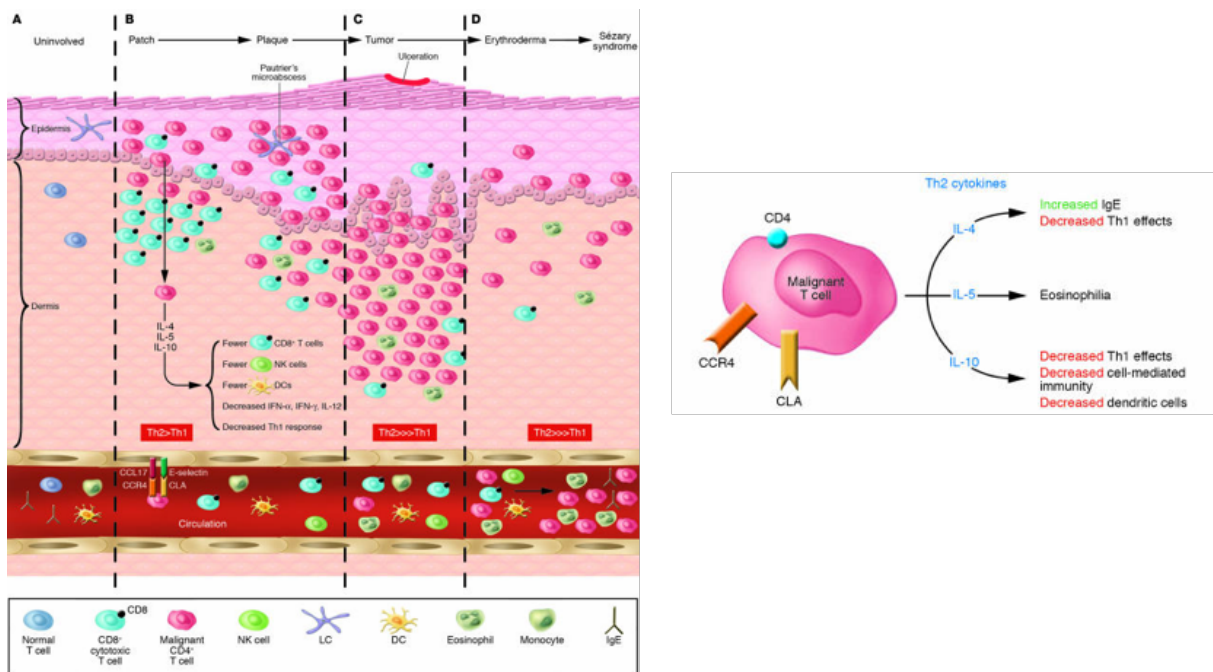 A
B
C
D
Uninvolved
Patch
Plaque
Tumor
Erythroderma
Sézary
syndrome
Ulceration
Pautrier's
microabscess
Epidermis
Dermis
IL-4
IL-5
IL-10
Fewer CD8+ T cells
Fewer NK cells
Fewer DCs
Decreased IFN-α, IFN-γ, IL-12
Decreased Th1 response
Th2>Th1
Th2>>>Th1
Th2>>>Th1
CCL17 E-selectin
CCR4 CLA
Circulation
Normal
T cell
CD8
CD8+
cytotoxic
T cell
Malignant
CD4+
T cell
NK cell
LC
DC
Eosinophil
Monocyte
IgE
Th2 cytokines
CD4
Malignant
T cell
CCR4
CLA
IL-4
Increased IgE
Decreased Th1 effects
IL-5
Eosinophilia
IL-10
Decreased Th1 effects
Decreased cell-mediated
immunity
Decreased dendritic cells